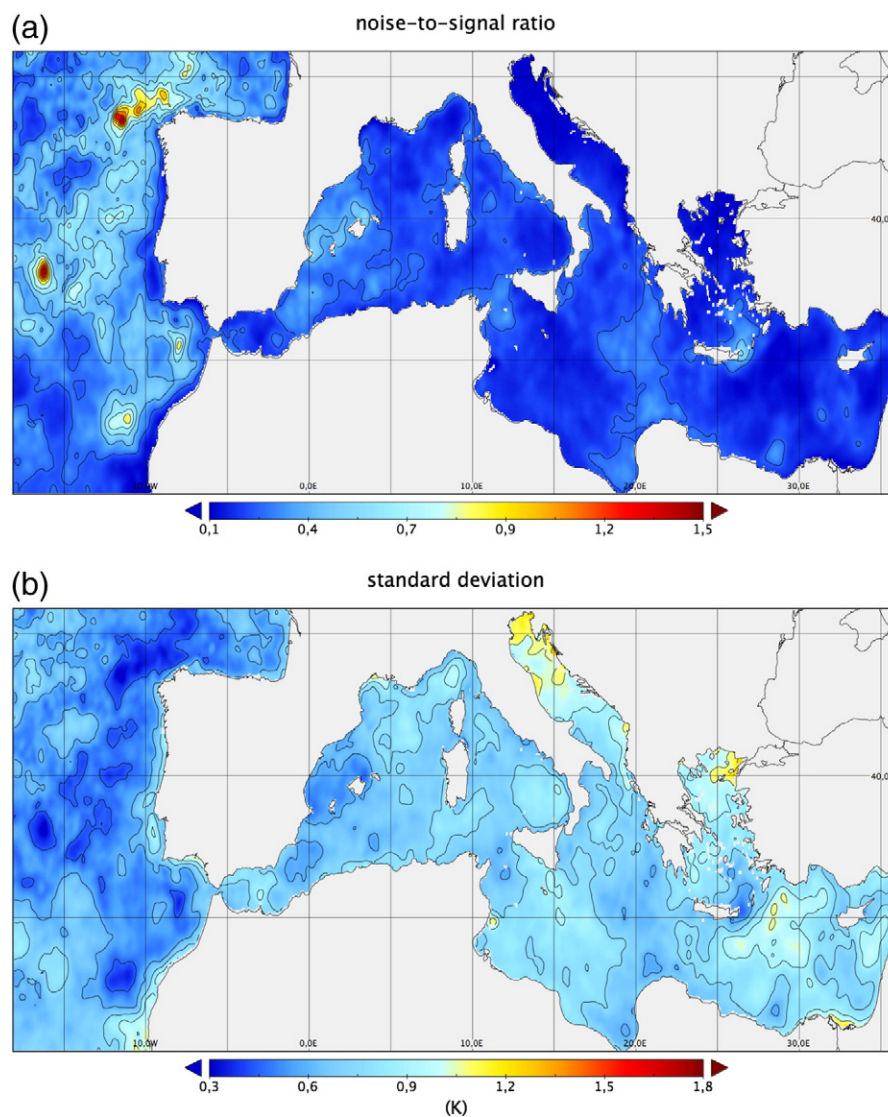 (a)
noise-to-signal ratio
40,0
10,0W
0,0E
10,0E
20,0E
30,0E
0,1
0,4
0,7
0,9
1,2
1,5
(b)
standard deviation
40,0
10,0W
0,0E
10,0E
20,0E
30,0E
0,3
0,6
0,9
1,2
1,5
1,8
(K)